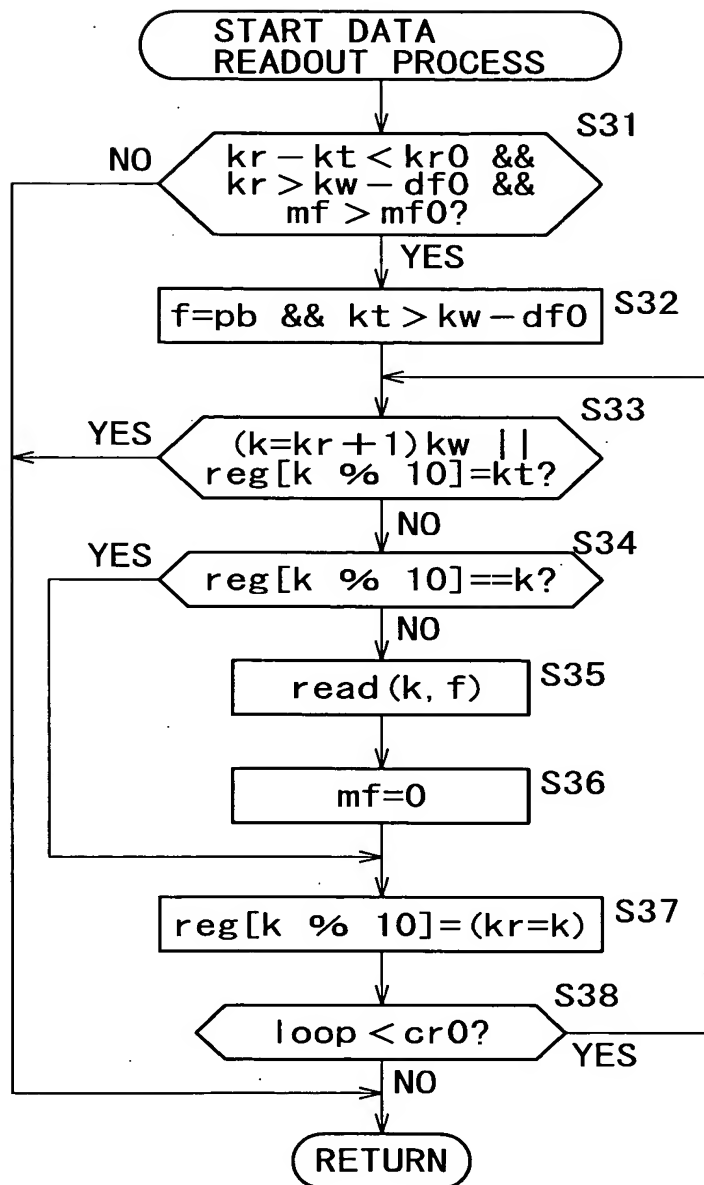 START DATA
READOUT PROCESS
S31
NO
kr-kt<kr0 &&
kr>kw-df0 &&
mf>mf0?
YES
f=pb && kt>kw-df0
S32
S33
YES
(k=kr+1)kw ||
reg[k % 10]=kt?
NO
S34
YES
reg[k % 10]==k?
NO
read(k,f)
S35
mf=0
S36
reg[k % 10]=(kr=k)
S37
S38
loop<cr0?
YES
NO
RETURN